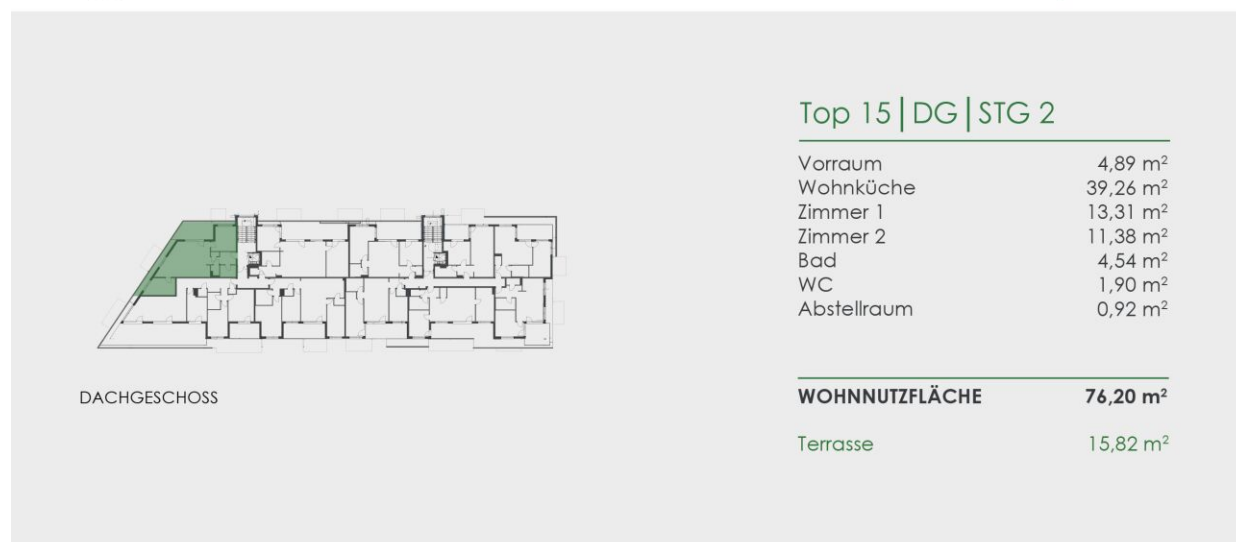 Top 15|DG|STG 2
Vorraum 4,89 m²
Wohnküche 39,26 m²
Zimmer 1 13,31 m²
Zimmer 2 11,38 m²
Bad 4,54 m²
WC 1,90 m²
Abstellraum 0,92 m²
DACHGESCHOSS
WOHNNUTZFLÄCHE 76,20 m²
Terrasse 15,82 m²